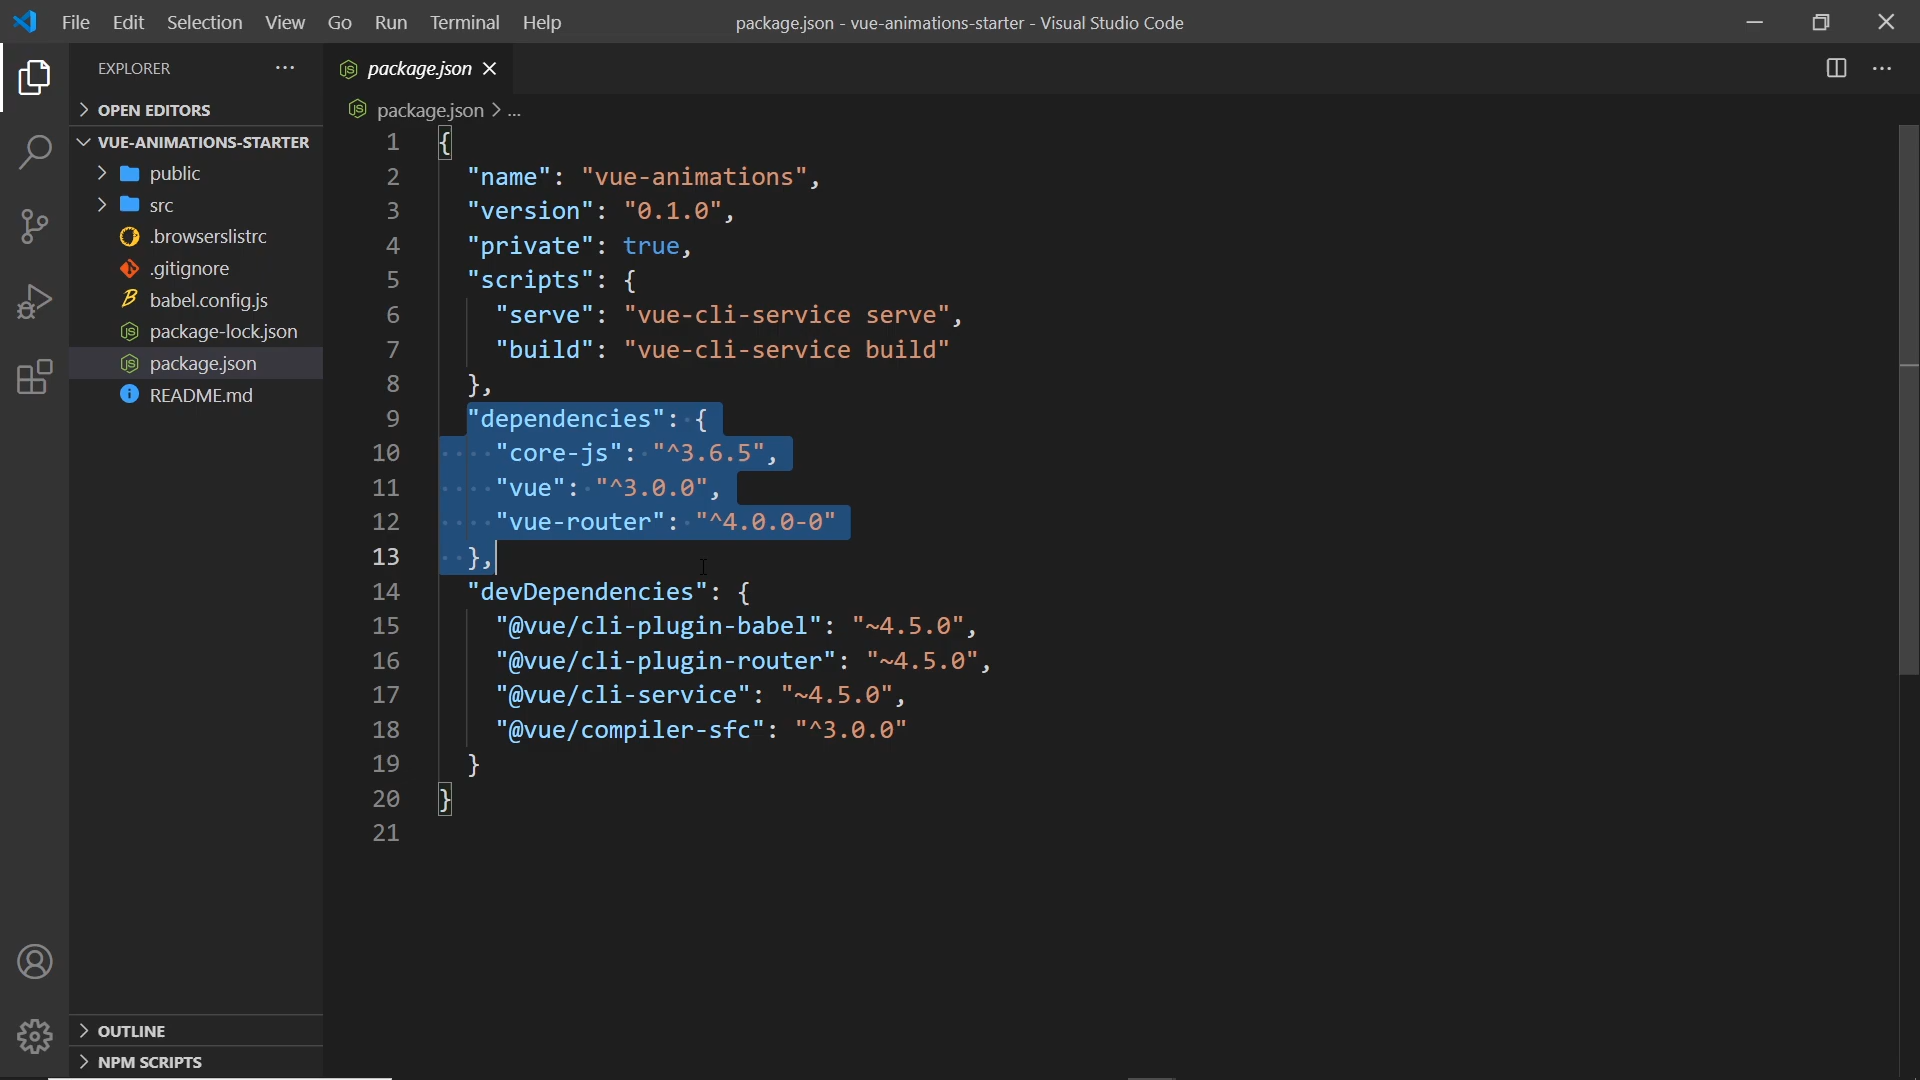 File Edit Selection View Go Run Terminal Help
package.json - vue-animations-starter - Visual Studio Code
EXPLORER
OPEN EDITORS
VUE-ANIMATIONS-STARTER
public
src
.browserslistrc
.gitignore
babel.config.js
package-lock.json
package.json
README.md
OUTLINE
NPM SCRIPTS
package.json
package.json > ...
1 {
2 "name": "vue-animations",
3 "version": "0.1.0",
4 "private": true,
5 "scripts": {
6 "serve": "vue-cli-service serve",
7 "build": "vue-cli-service build"
8 },
9 "dependencies": {
10 "core-js": "^3.6.5",
11 "vue": "^3.0.0",
12 "vue-router": "^4.0.0-0"
13 },
14 "devDependencies": {
15 "@vue/cli-plugin-babel": "~4.5.0",
16 "@vue/cli-plugin-router": "~4.5.0",
17 "@vue/cli-service": "~4.5.0",
18 "@vue/compiler-sfc": "^3.0.0"
19 }
20 }
21